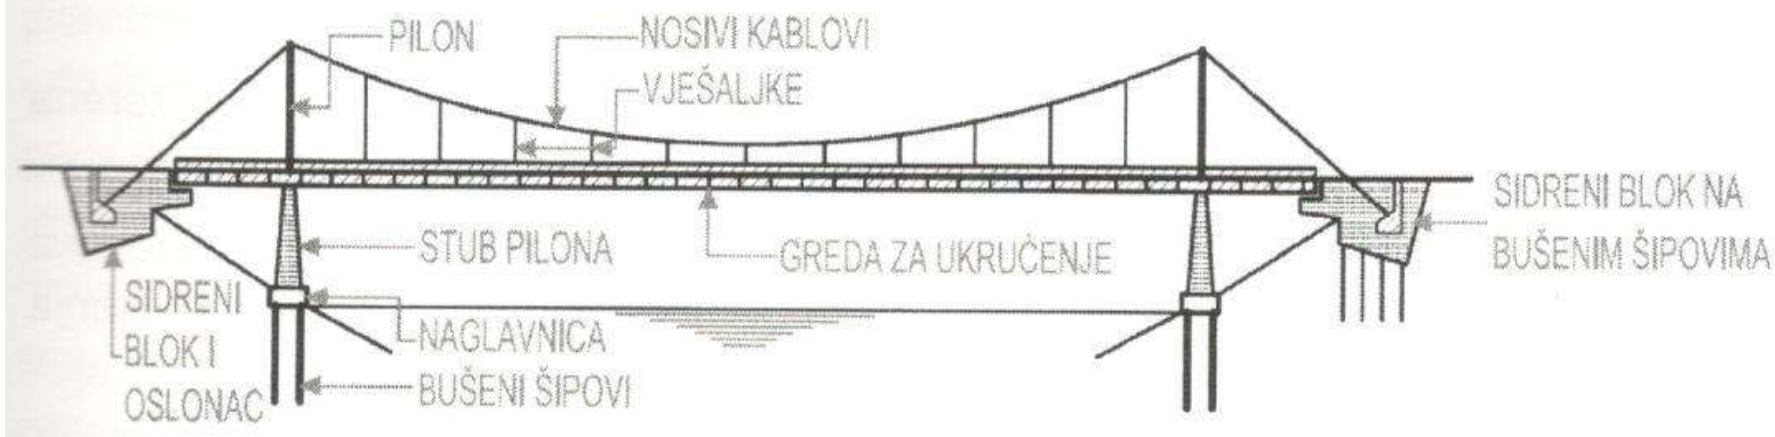 PILON
NOSIVI KABLOVI
VJEŠALJKE
STUB PILONA
GREDA ZA UKRUĆENJE
SIDRENI BLOK NA
BUŠENIM ŠIPOVIMA
SIDRENI
BLOK I
OSLONAC
NAGLAVNICA
BUŠENI ŠIPOVI